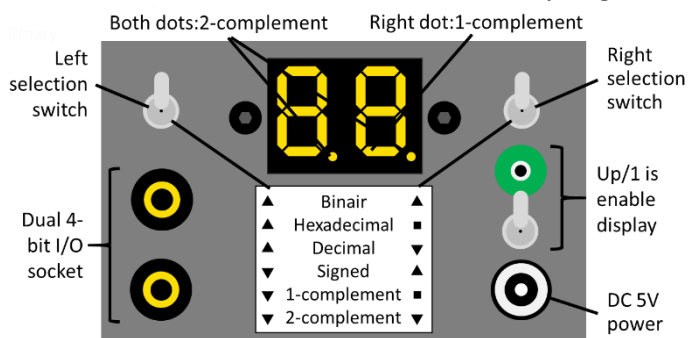 Both dots:2-complement
Right dot:1-complement
Left
selection
switch
Right
selection
switch
Dual 4-
bit I/O
socket
▲ Binair ▲
▲ Hexadecimal ■
▲ Decimal ▼
▼ Signed ▲
▼ 1-complement ■
▼ 2-complement ▼
Up/1 is
enable
display
DC 5V
power